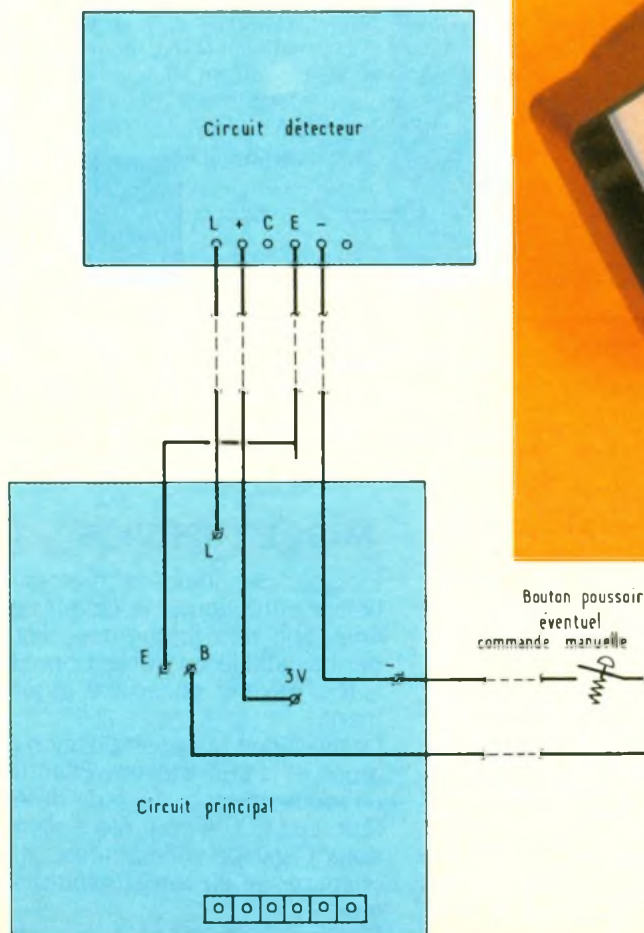 Circuit détecteur
L + C E -
L
E B 3V -
Circuit principal
Bouton poussoir
éventuel
commande manuelle